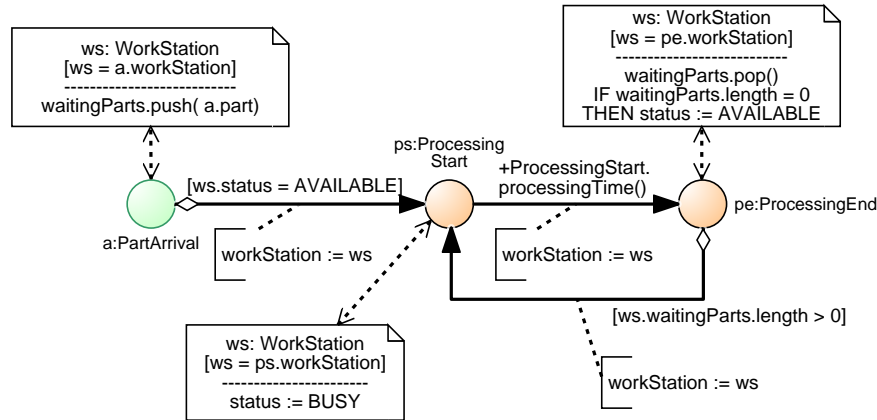 ws: WorkStation
[ws = a.workStation]
----------------------------
waitingParts.push( a.part)
ws: WorkStation
[ws = pe.workStation]
----------------------------
waitingParts.pop()
IF waitingParts.length = 0
THEN status := AVAILABLE
ps:Processing
Start
[ws.status = AVAILABLE]
+ProcessingStart.
processingTime()
a:PartArrival
pe:ProcessingEnd
workStation := ws
workStation := ws
[ws.waitingParts.length > 0]
ws: WorkStation
[ws = ps.workStation]
-----------------------
status := BUSY
workStation := ws